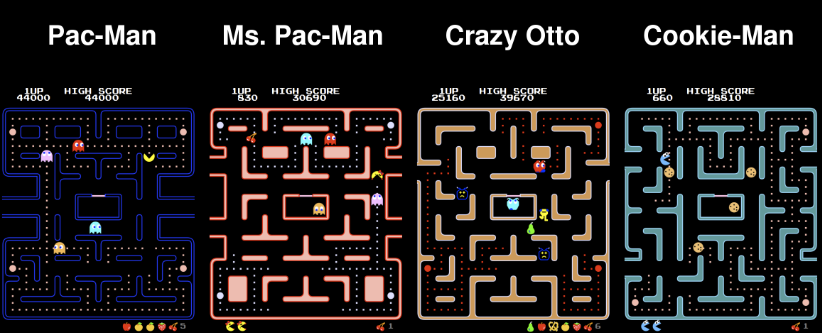 Pac-Man
Ms. Pac-Man
Crazy Otto
Cookie-Man
1UP HIGH SCORE
44000 44000
1UP HIGH SCORE
830 30690
1UP HIGH SCORE
25160 39670
1UP HIGH SCORE
660 28810
5
1
6
1